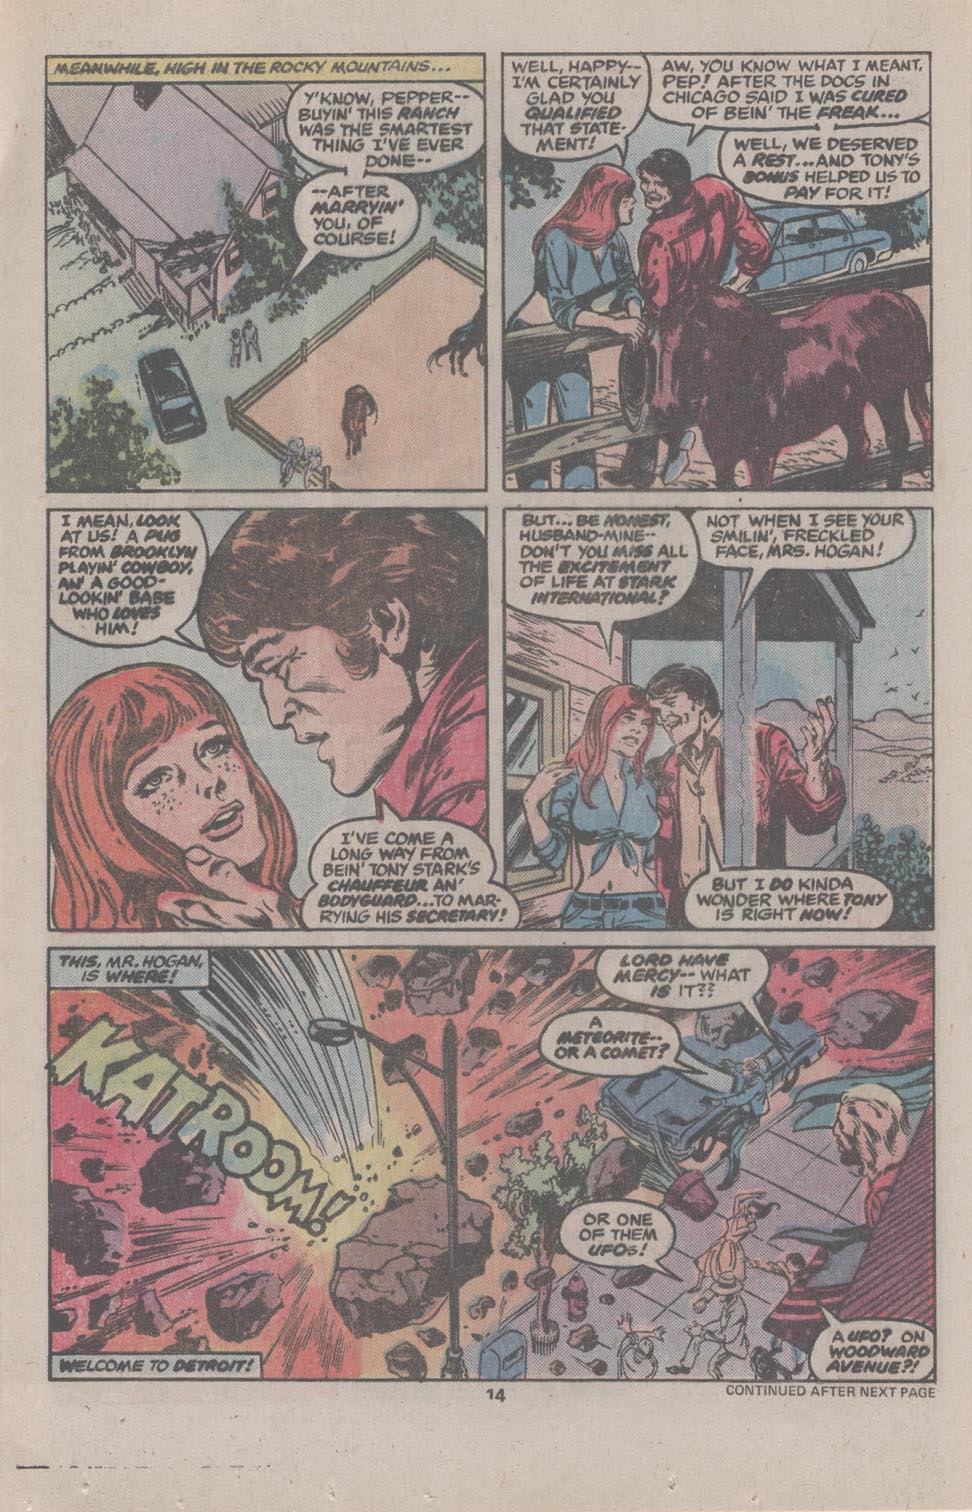 MEANWHILE, HIGH IN THE ROCKY MOUNTAINS...
Y'KNOW, PEPPER--
BUYIN' THIS RANCH
WAS THE SMARTEST
THING I'VE EVER
DONE--
--AFTER
MARRYIN'
YOU, OF
COURSE!
WELL, HAPPY--
I'M CERTAINLY
GLAD YOU
QUALIFIED
THAT STATE-
MENT!
AW, YOU KNOW WHAT I MEANT,
PEP! AFTER THE DOCS IN
CHICAGO SAID I WAS CURED
OF BEIN' THE FREAK...
WELL, WE DESERVED
A REST...AND TONY'S
BONUS HELPED US TO
PAY FOR IT!
I MEAN, LOOK
AT US! A PUG
FROM BROOKLYN
PLAYIN' COWBOY,
AN' A GOOD-
LOOKIN' BABE
WHO LOVES
HIM!
I'VE COME A
LONG WAY FROM
BEIN' TONY STARK'S
CHAUFFEUR AN'
BODYGUARD...TO MAR-
RYING HIS SECRETARY!
BUT... BE HONEST,
HUSBAND-MINE--
DON'T YOU MISS ALL
THE EXCITEMENT
OF LIFE AT STARK
INTERNATIONAL?
NOT WHEN I SEE YOUR
SMILIN', FRECKLED
FACE, MRS. HOGAN!
BUT I DO KINDA
WONDER WHERE TONY
IS RIGHT NOW!
THIS, MR. HOGAN,
IS WHERE!
KATROOM!
LORD HAVE
MERCY-- WHAT
IS IT??
A
METEORITE--
OR A COMET?
OR ONE
OF THEM
UFOs!
A UFO? ON
WOODWARD
AVENUE?!
WELCOME TO DETROIT!
14
CONTINUED AFTER NEXT PAGE